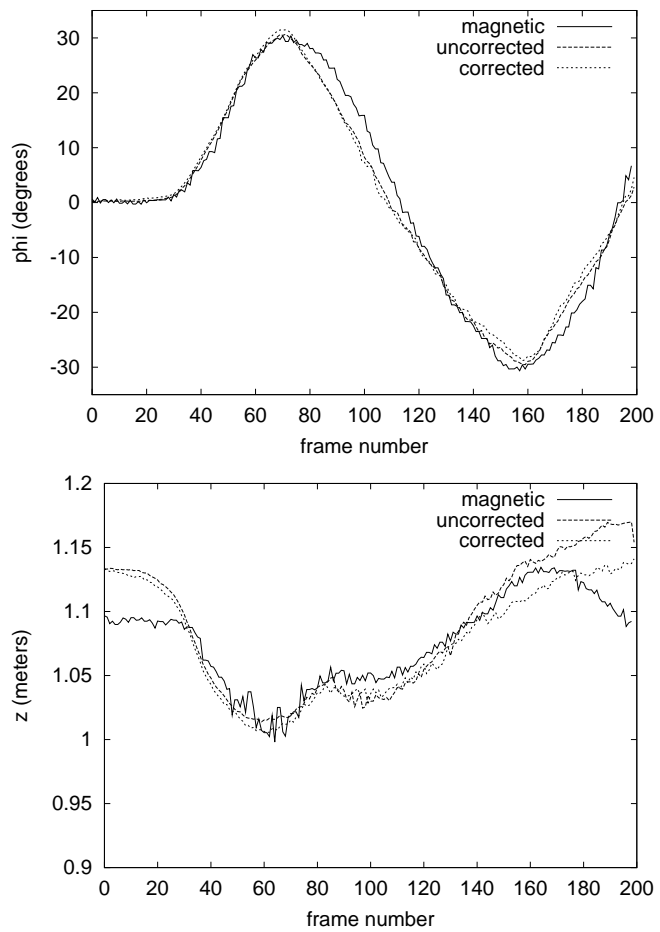 30
20
10
0
-10
-20
-30
phi (degrees)
magnetic
uncorrected
corrected
0 20 40 60 80 100 120 140 160 180 200
frame number
1.2
1.15
1.1
1.05
1
0.95
0.9
z (meters)
magnetic
uncorrected
corrected
0 20 40 60 80 100 120 140 160 180 200
frame number